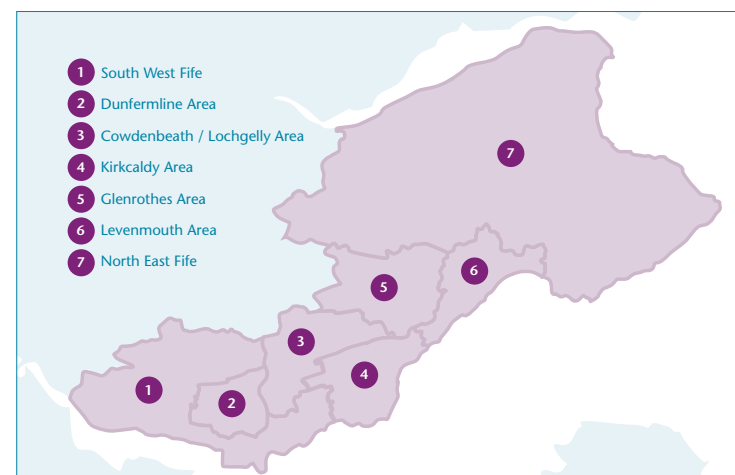 1 South West Fife
2 Dunfermline Area
3 Cowdenbeath / Lochgelly Area
4 Kirkcaldy Area
5 Glenrothes Area
6 Levenmouth Area
7 North East Fife
7
6
5
3
4
1
2